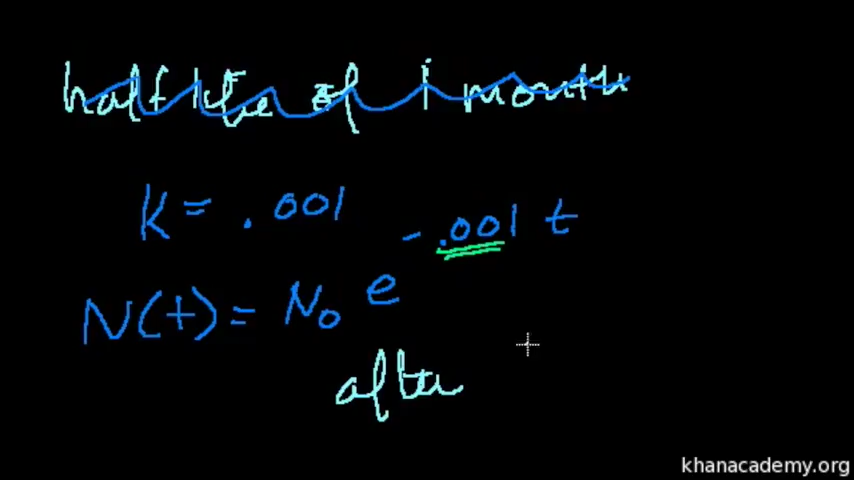 half life of 1 month
K = .001
N(t) = N₀ e^{- .001 t}
after
khanacademy.org